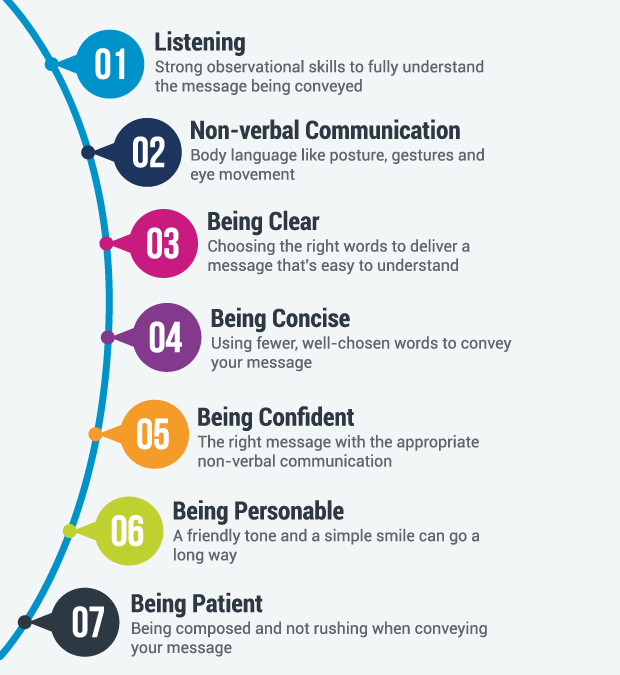 01
Listening
Strong observational skills to fully understand
the message being conveyed
02
Non-verbal Communication
Body language like posture, gestures and
eye movement
03
Being Clear
Choosing the right words to deliver a
message that's easy to understand
04
Being Concise
Using fewer, well-chosen words to convey
your message
05
Being Confident
The right message with the appropriate
non-verbal communication
06
Being Personable
A friendly tone and a simple smile can go a
long way
07
Being Patient
Being composed and not rushing when conveying
your message